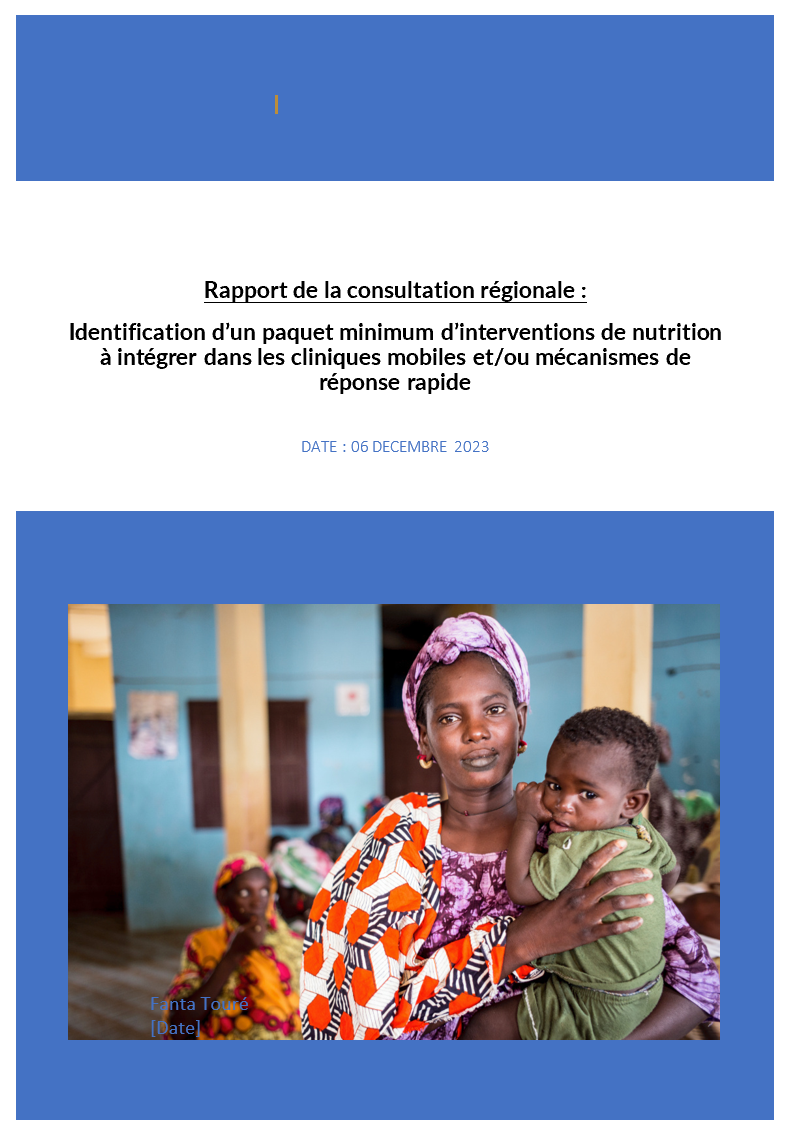 Rapport de la consultation régionale :
Identification d’un paquet minimum d’interventions de nutrition
à intégrer dans les cliniques mobiles et/ou mécanismes de
réponse rapide
DATE : 06 DECEMBRE 2023
Fanta Touré
[Date]